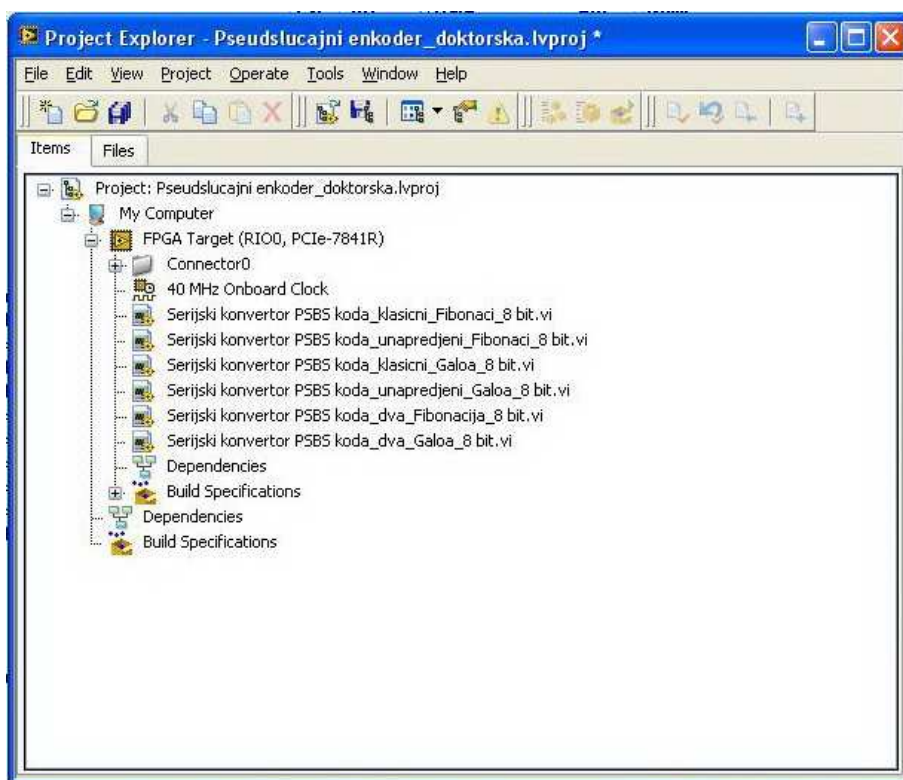 Project Explorer - Pseudslucajni enkoder_doktorska.lvproj *
File Edit View Project Operate Tools Window Help
Items Files
Project: Pseudslucajni enkoder_doktorska.lvproj
My Computer
FPGA Target (RIO0, PCIe-7841R)
Connector0
40 MHz Onboard Clock
Serijski konvertor PSBS koda_klasicni_Fibonaci_8 bit.vi
Serijski konvertor PSBS koda_unapredjeni_Fibonaci_8 bit.vi
Serijski konvertor PSBS koda_klasicni_Galoa_8 bit.vi
Serijski konvertor PSBS koda_unapredjeni_Galoa_8 bit.vi
Serijski konvertor PSBS koda_dva_Fibonacija_8 bit.vi
Serijski konvertor PSBS koda_dva_Galoa_8 bit.vi
Dependencies
Build Specifications
Dependencies
Build Specifications